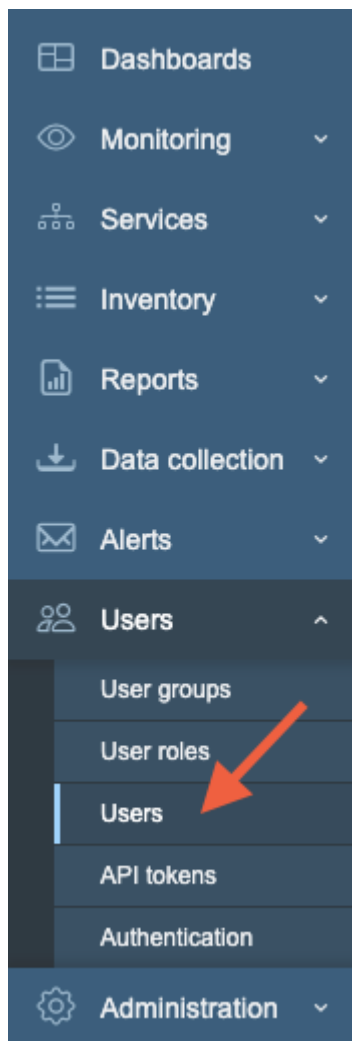 Dashboards
Monitoring
Services
Inventory
Reports
Data collection
Alerts
Users
User groups
User roles
Users
API tokens
Authentication
Administration